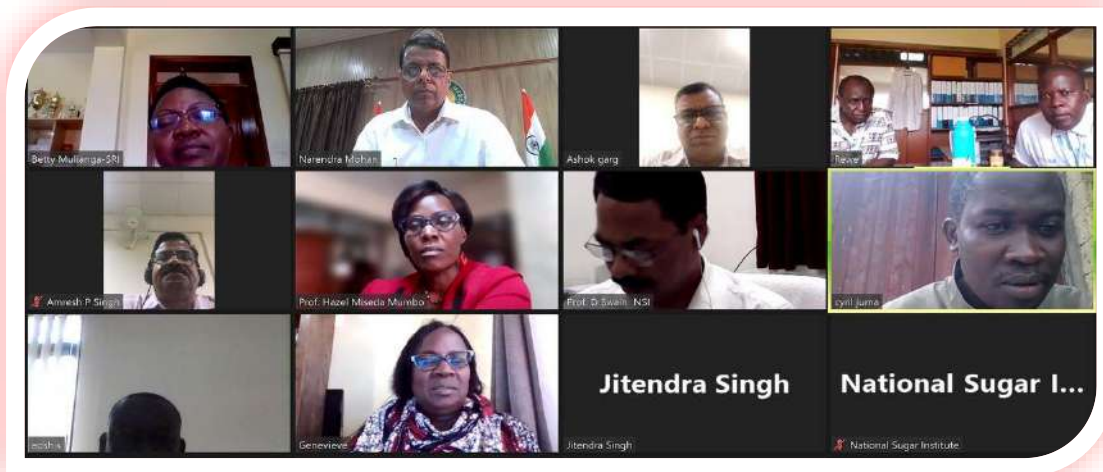 Betty Mulianga-SRI
Narendra Mohan
Ashok garg
Rewe
Amresh P Singh
Prof. Hazel Miseda Mumbo
Prof. D Swain NSI
cyril juma
Genevieve
Jitendra Singh
Jitendra Singh
National Sugar I...
National Sugar Institute